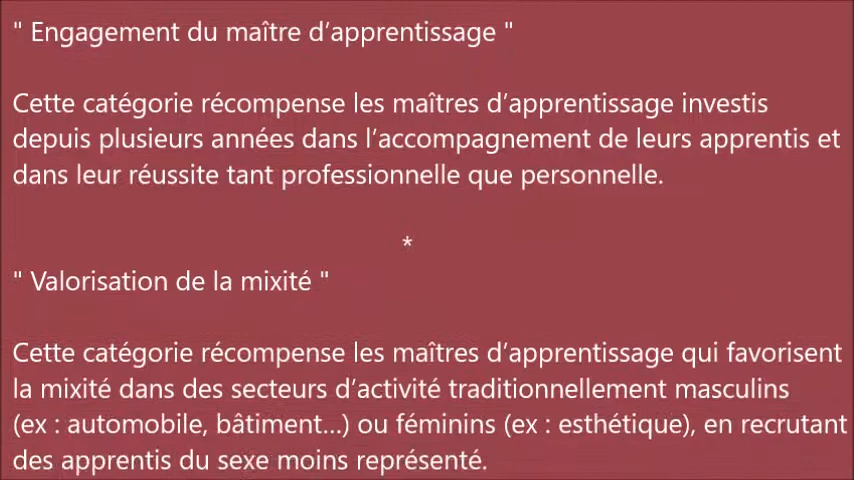 " Engagement du maître d’apprentissage "
Cette catégorie récompense les maîtres d’apprentissage investis
depuis plusieurs années dans l’accompagnement de leurs apprentis et
dans leur réussite tant professionnelle que personnelle.
*
" Valorisation de la mixité "
Cette catégorie récompense les maîtres d’apprentissage qui favorisent
la mixité dans des secteurs d’activité traditionnellement masculins
(ex : automobile, bâtiment...) ou féminins (ex : esthétique), en recrutant
des apprentis du sexe moins représenté.